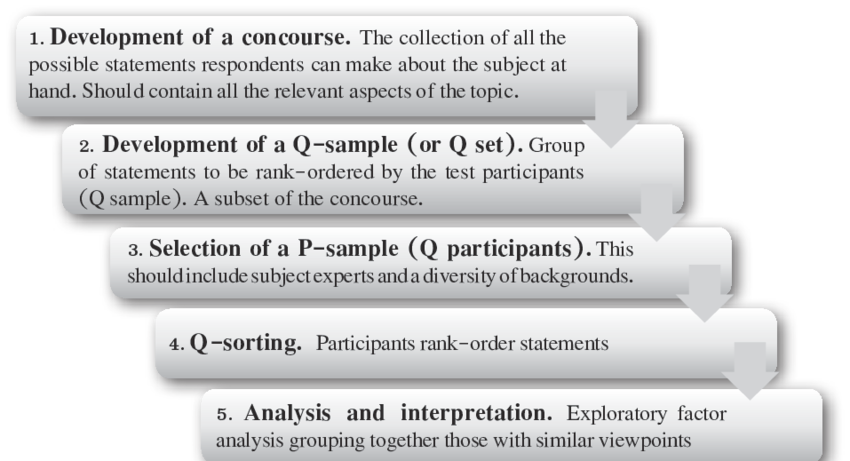 1. Development of a concourse. The collection of all the
possible statements respondents can make about the subject at
hand. Should contain all the relevant aspects of the topic.
2. Development of a Q-sample (or Q set). Group
of statements to be rank-ordered by the test participants
(Q sample). A subset of the concourse.
3. Selection of a P-sample (Q participants). This
should include subject experts and a diversity of backgrounds.
4. Q-sorting. Participants rank-order statements
5. Analysis and interpretation. Exploratory factor
analysis grouping together those with similar viewpoints